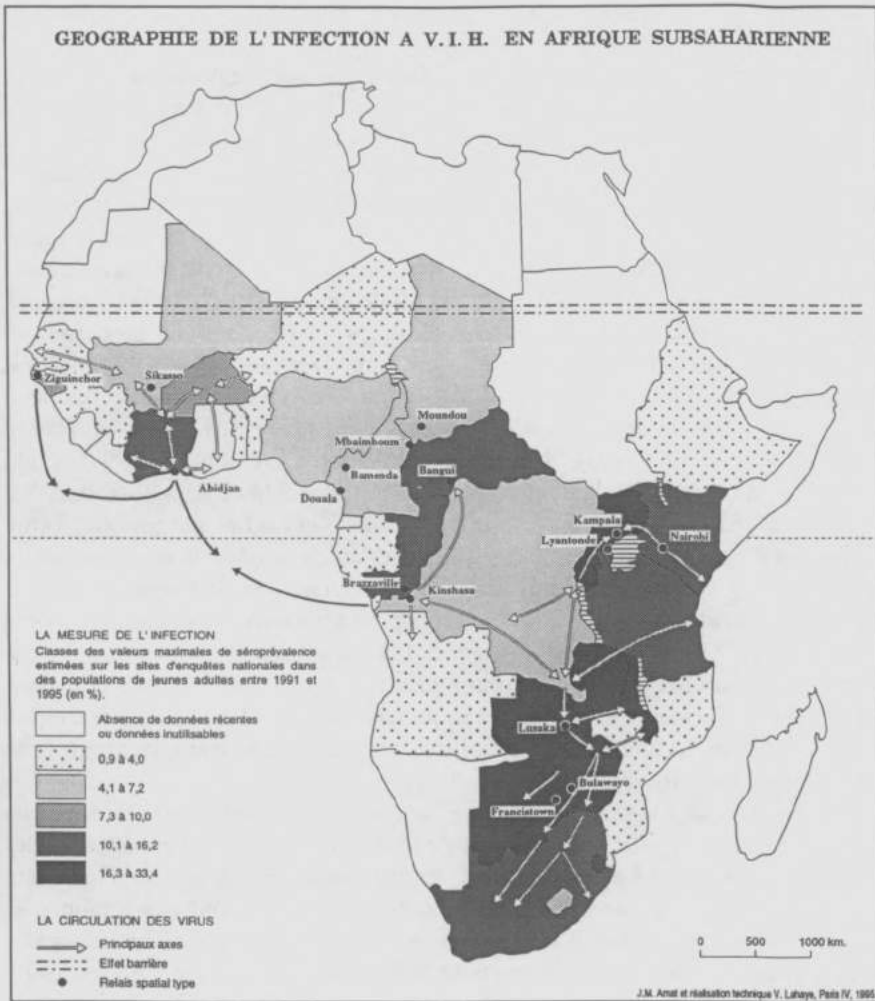 GEOGRAPHIE DE L'INFECTION A V.I.H. EN AFRIQUE SUBSAHARIENNE
Ziguinchor
Sikasso
Moundou
Mbaimboum
Bamenda
Bangui
Douala
Abidjan
Kampala
Lyantonde
Nairobi
Brazzaville
Kinshasa
Lusaka
Bulawayo
Francistown
LA MESURE DE L'INFECTION
Classes des valeurs maximales de séroprévalence
estimées sur les sites d'enquêtes nationales dans
des populations de jeunes adultes entre 1991 et
1995 (en %).
Absence de données récentes
ou données inutilisables
0,9 à 4,0
4,1 à 7,2
7,3 à 10,0
10,1 à 16,2
16,3 à 33,4
LA CIRCULATION DES VIRUS
Principaux axes
Effet barrière
Relais spatial type
0 500 1000 km.
J.M. Amat et réalisation technique V. Lahaye, Paris IV, 1995